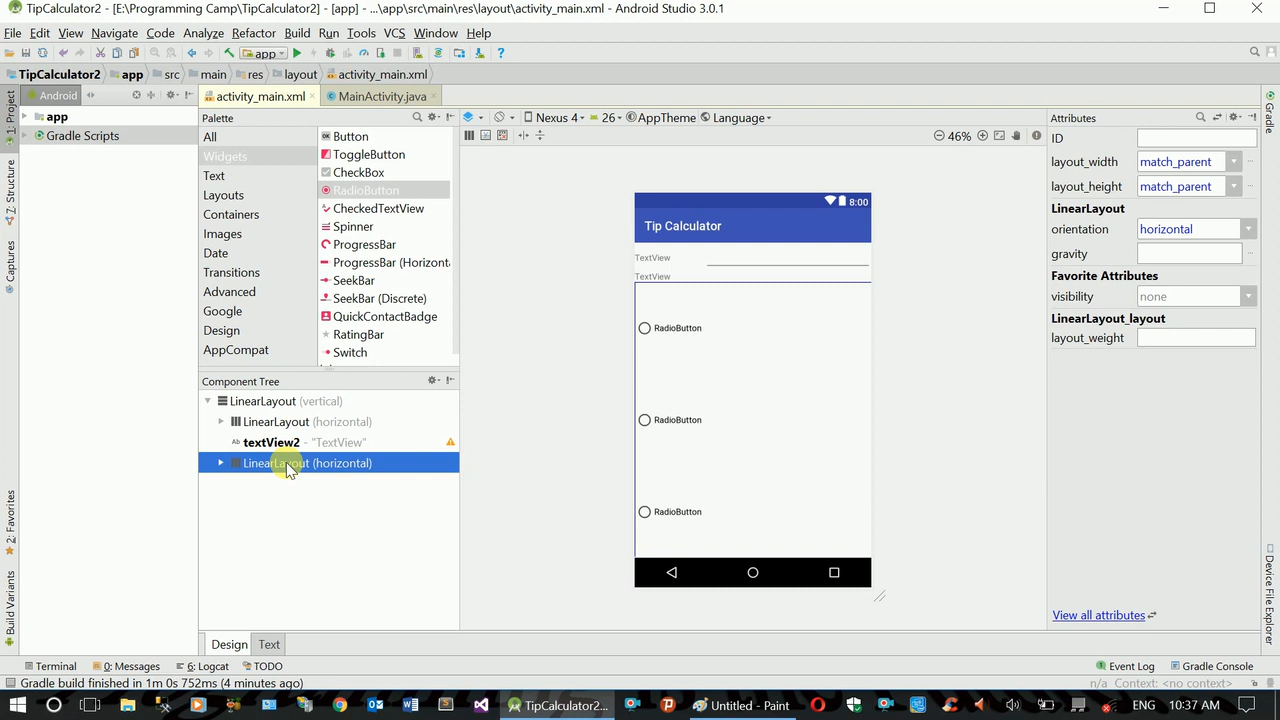 TipCalculator2 - [E:\Programming Camp\TipCalculator2] - [app] - ...\app\src\main\res\layout\activity_main.xml - Android Studio 3.0.1
File Edit View Navigate Code Analyze Refactor Build Run Tools VCS Window Help
app
TipCalculator2 app src main res layout activity_main.xml
1: Project
Z: Structure
Captures
2: Favorites
Build Variants
Android
app
Gradle Scripts
activity_main.xml MainActivity.java
Palette
All
Widgets
Text
Layouts
Containers
Images
Date
Transitions
Advanced
Google
Design
AppCompat
Button
ToggleButton
CheckBox
RadioButton
CheckedTextView
Spinner
ProgressBar
ProgressBar (Horizont
SeekBar
SeekBar (Discrete)
QuickContactBadge
RatingBar
Switch
Component Tree
LinearLayout (vertical)
LinearLayout (horizontal)
textView2 - "TextView"
LinearLayout (horizontal)
Nexus 4 26 AppTheme Language
46%
8:00
Tip Calculator
TextView
TextView
RadioButton
RadioButton
RadioButton
Attributes
ID
layout_width match_parent
layout_height match_parent
LinearLayout
orientation horizontal
gravity
Favorite Attributes
visibility none
LinearLayout_layout
layout_weight
View all attributes
Gradle
Device File Explorer
Design Text
Terminal 0: Messages 6: Logcat TODO Event Log Gradle Console
Gradle build finished in 1m 0s 752ms (4 minutes ago) n/a Context: <no context>
TipCalculator2... Untitled - Paint ENG 10:37 AM